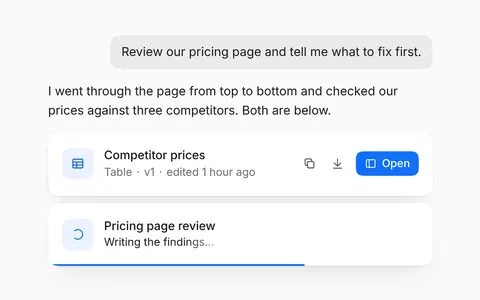 Review our pricing page and tell me what to fix first.
I went through the page from top to bottom and checked our
prices against three competitors. Both are below.
Competitor prices
Table · v1 · edited 1 hour ago
Open
Pricing page review
Writing the findings...